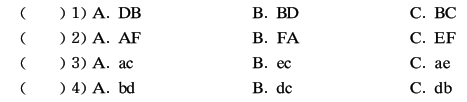 (    ) 1) A. DB    B. BD    C. BC
(    ) 2) A. AF    B. FA    C. EF
(    ) 3) A. ac    B. ec    C. ae
(    ) 4) A. bd    B. dc    C. db